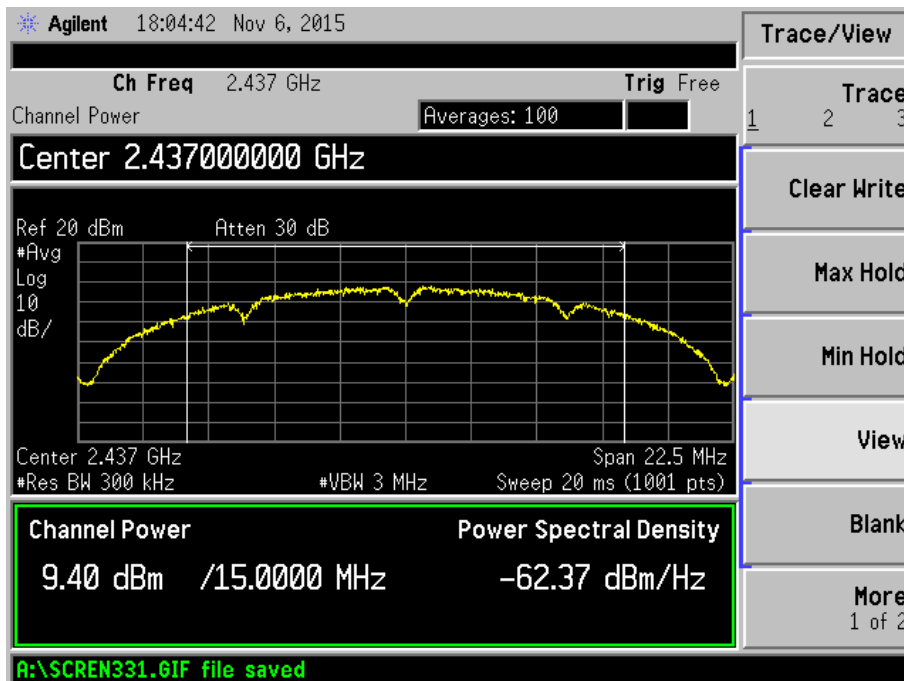 Agilent 18:04:42 Nov 6, 2015
Trace/View
Ch Freq 2.437 GHz Trig Free
Channel Power Averages: 100
Trace
1 2 3
Center 2.437000000 GHz
Clear Write
Ref 20 dBm Atten 30 dB
#Avg
Log
10
dB/
Max Hold
Min Hold
View
Center 2.437 GHz Span 22.5 MHz
#Res BW 300 kHz #VBW 3 MHz Sweep 20 ms (1001 pts)
Channel Power Power Spectral Density
9.40 dBm /15.0000 MHz -62.37 dBm/Hz
Blank
More
1 of 2
A:\SCREN331.GIF file saved